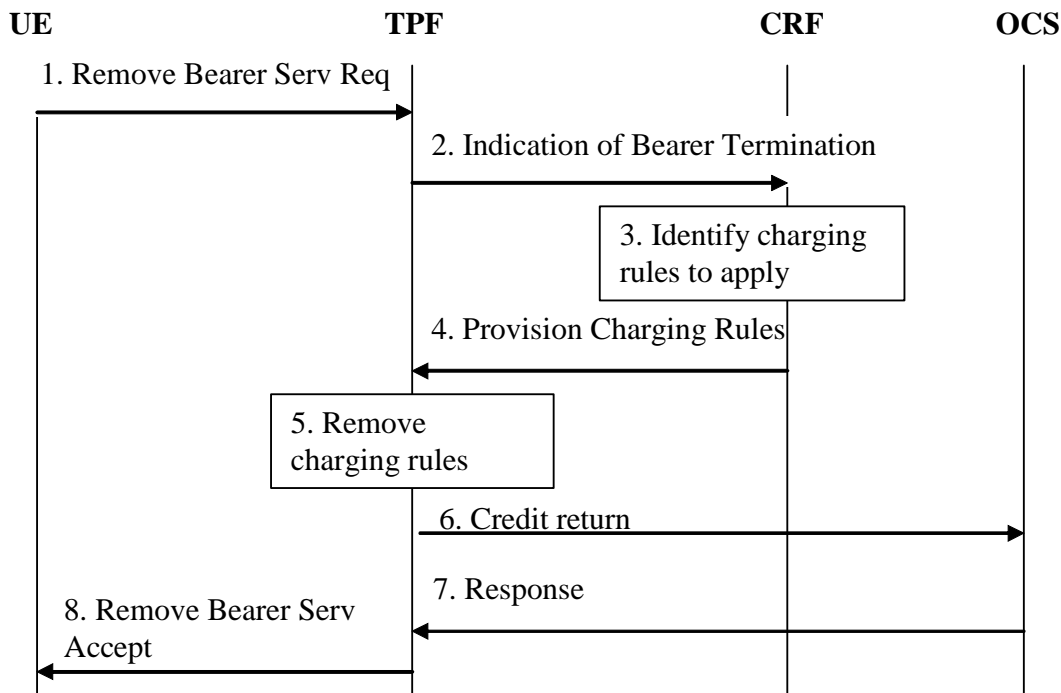 UE TPF CRF OCS
1. Remove Bearer Serv Req
2. Indication of Bearer Termination
3. Identify charging
rules to apply
4. Provision Charging Rules
5. Remove
charging rules
6. Credit return
7. Response
8. Remove Bearer Serv
Accept